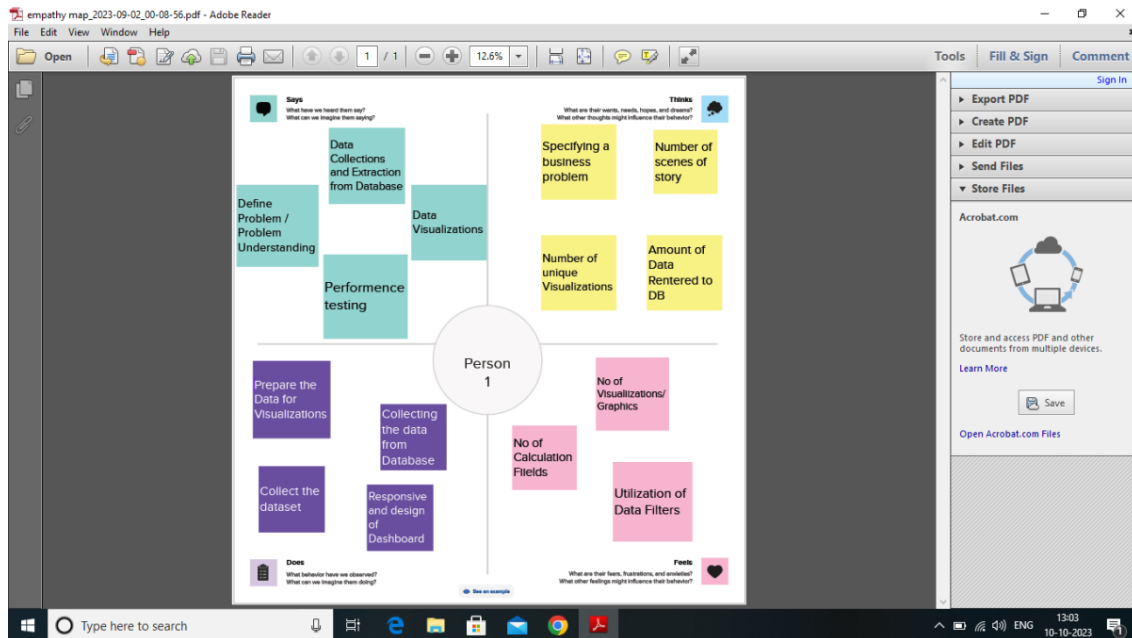 empathy map_2023-09-02_00-08-56.pdf - Adobe Reader
File Edit View Window Help
Open 1 / 1 12.6% Tools Fill & Sign Comment
Sign In
Export PDF
Create PDF
Edit PDF
Send Files
Store Files
Acrobat.com
Store and access PDF and other
documents from multiple devices.
Learn More
Save
Open Acrobat.com Files
Says
What have we heard them say?
What can we imagine them saying?
Data
Collections
and Extraction
from Database
Define
Problem /
Problem
Understanding
Data
Visualizations
Performence
testing
Thinks
What are their wants, needs, hopes, and dreams?
What other thoughts might influence their behavior?
Specifying a
business
problem
Number of
scenes of
story
Number of
unique
Visualizations
Amount of
Data
Rentered to
DB
Person
1
Prepare the
Data for
Visualizations
Collecting
the data
from
Database
Collect the
dataset
Responsive
and design
of
Dashboard
Does
What behavior have we observed?
What can we imagine them doing?
No of
Visualizations/
Graphics
No of
Calculation
FIields
Utilization of
Data Filters
Feels
What are their fears, frustrations, and anxieties?
What other feelings might influence their behavior?
See an example
Type here to search
ENG
13:03
10-10-2023
1